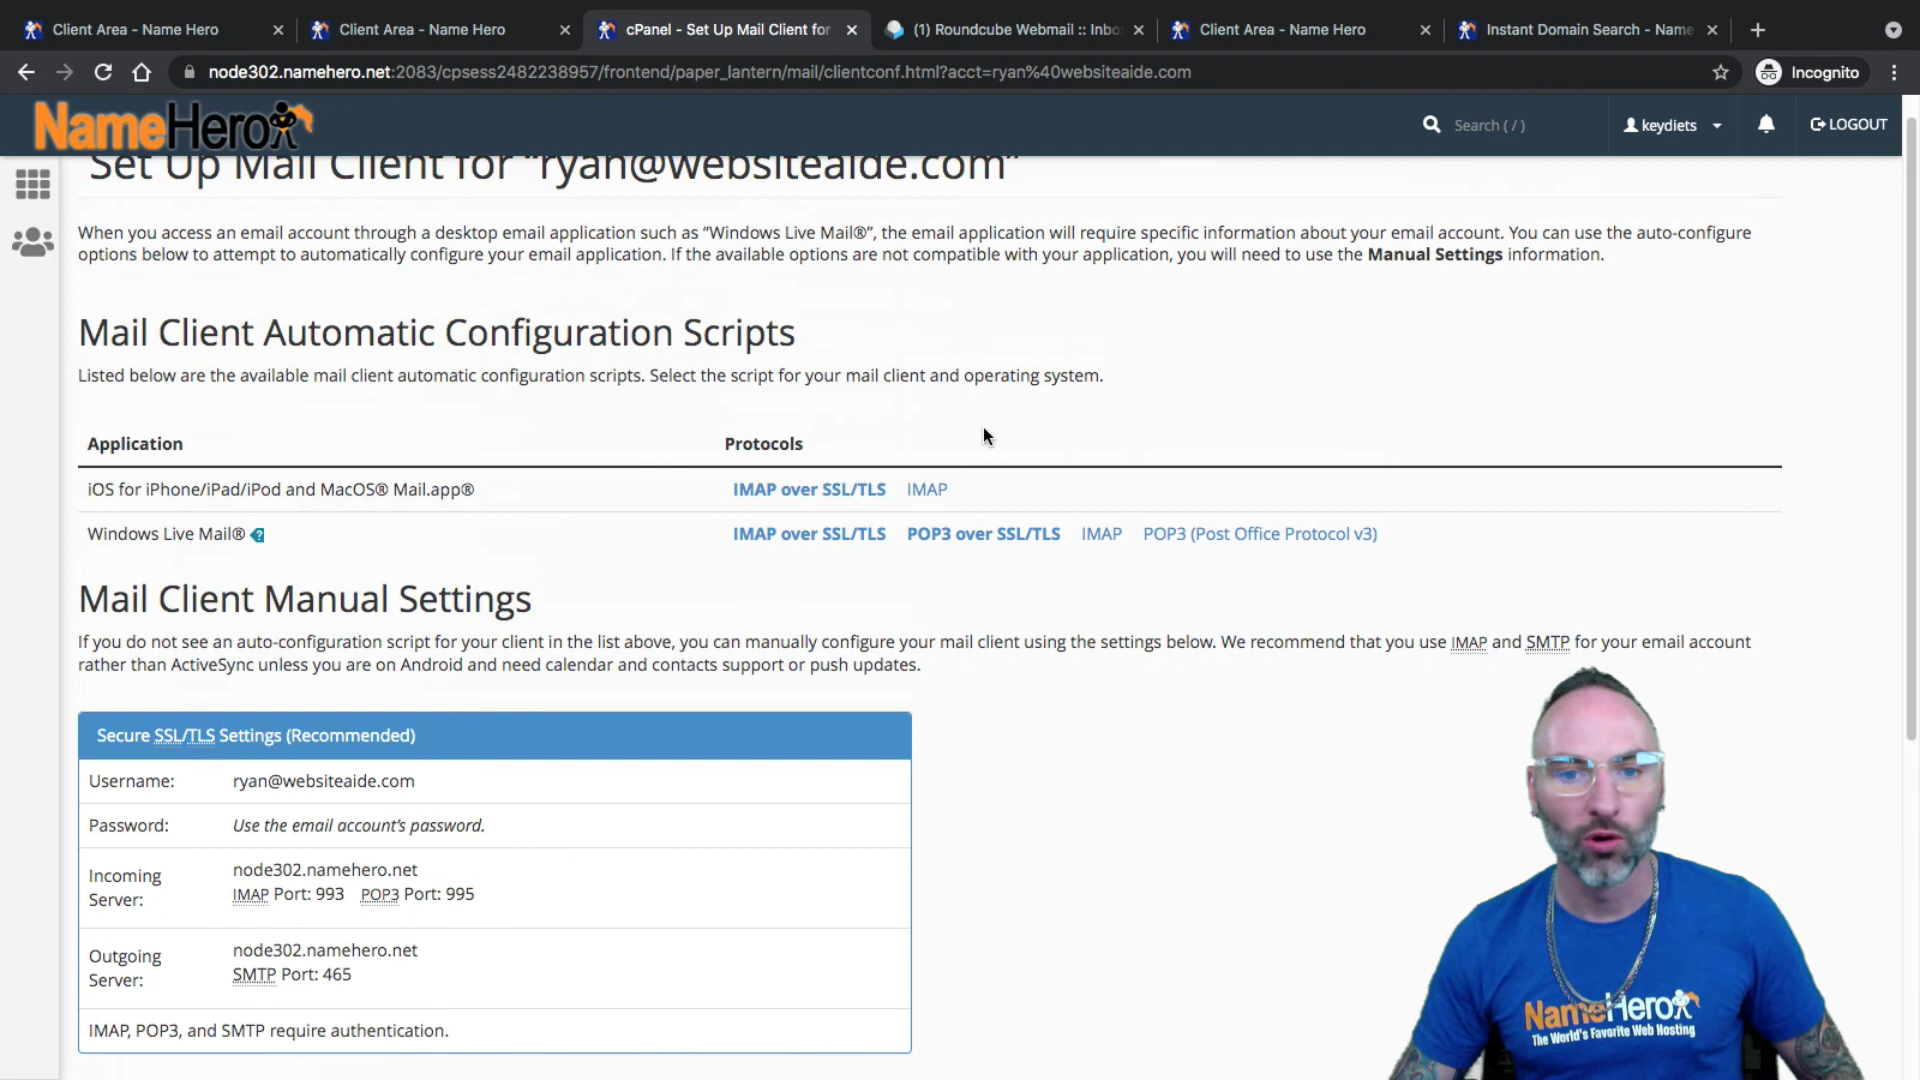 Client Area - Name Hero
Client Area - Name Hero
cPanel - Set Up Mail Client for
(1) Roundcube Webmail :: Inbo
Client Area - Name Hero
Instant Domain Search - Name
node302.namehero.net:2083/cpsess2482238957/frontend/paper_lantern/mail/clientconf.html?acct=ryan%40websiteaide.com
Incognito
NameHero
Search ( / )
keydiets
LOGOUT
Set Up Mail Client for “ryan@websiteaide.com”
When you access an email account through a desktop email application such as “Windows Live Mail®”, the email application will require specific information about your email account. You can use the auto-configure
options below to attempt to automatically configure your email application. If the available options are not compatible with your application, you will need to use the Manual Settings information.
Mail Client Automatic Configuration Scripts
Listed below are the available mail client automatic configuration scripts. Select the script for your mail client and operating system.
Application Protocols
iOS for iPhone/iPad/iPod and MacOS® Mail.app® IMAP over SSL/TLS IMAP
Windows Live Mail® ? IMAP over SSL/TLS POP3 over SSL/TLS IMAP POP3 (Post Office Protocol v3)
Mail Client Manual Settings
If you do not see an auto-configuration script for your client in the list above, you can manually configure your mail client using the settings below. We recommend that you use IMAP and SMTP for your email account
rather than ActiveSync unless you are on Android and need calendar and contacts support or push updates.
Secure SSL/TLS Settings (Recommended)
Username: ryan@websiteaide.com
Password: Use the email account’s password.
Incoming Server: node302.namehero.net
IMAP Port: 993 POP3 Port: 995
Outgoing Server: node302.namehero.net
SMTP Port: 465
IMAP, POP3, and SMTP require authentication.
NameHero
The World's Favorite Web Hosting